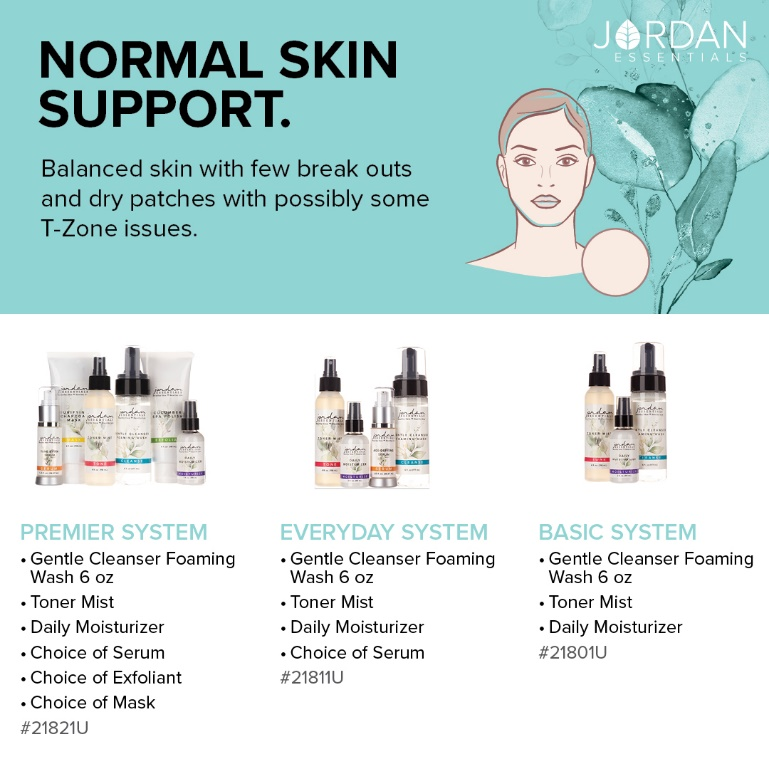 JORDAN
ESSENTIALS
NORMAL SKIN
SUPPORT.
Balanced skin with few break outs
and dry patches with possibly some
T-Zone issues.
PREMIER SYSTEM
• Gentle Cleanser Foaming
Wash 6 oz
• Toner Mist
• Daily Moisturizer
• Choice of Serum
• Choice of Exfoliant
• Choice of Mask
#21821U
EVERYDAY SYSTEM
• Gentle Cleanser Foaming
Wash 6 oz
• Toner Mist
• Daily Moisturizer
• Choice of Serum
#21811U
BASIC SYSTEM
• Gentle Cleanser Foaming
Wash 6 oz
• Toner Mist
• Daily Moisturizer
#21801U